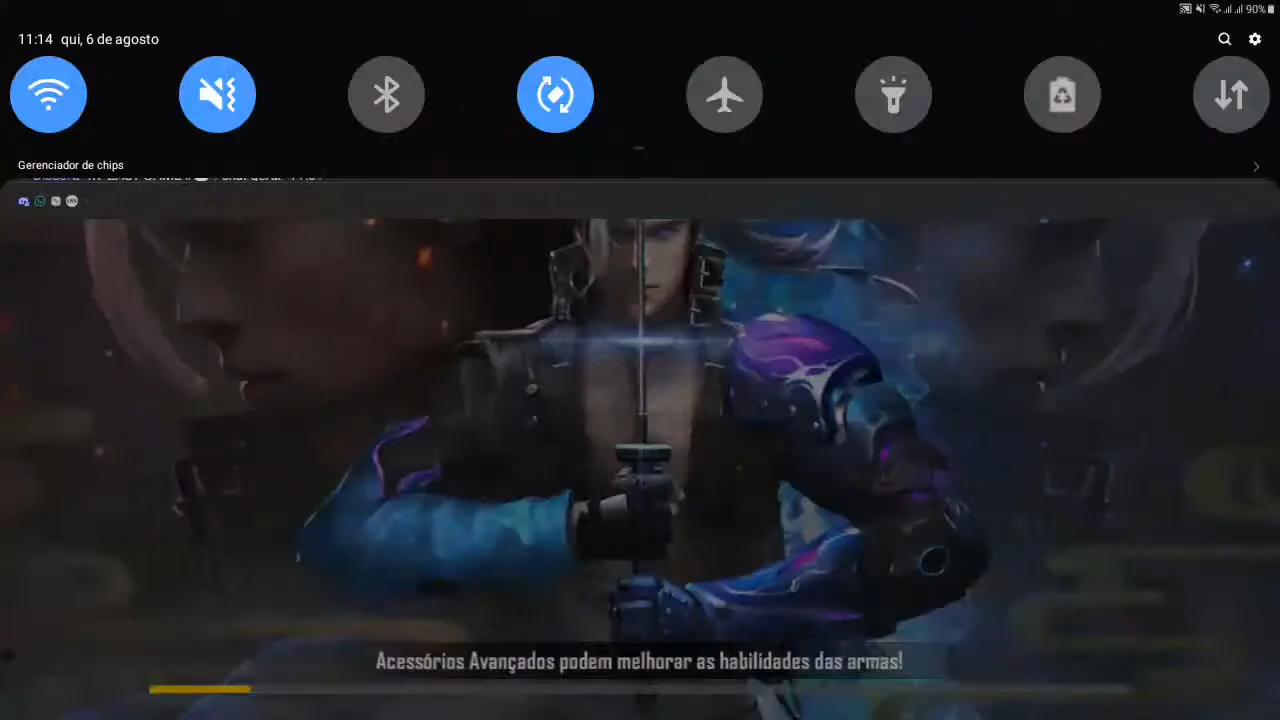 90%
11:14 qui, 6 de agosto
Gerenciador de chips
Acessórios Avançados podem melhorar as habilidades das armas!